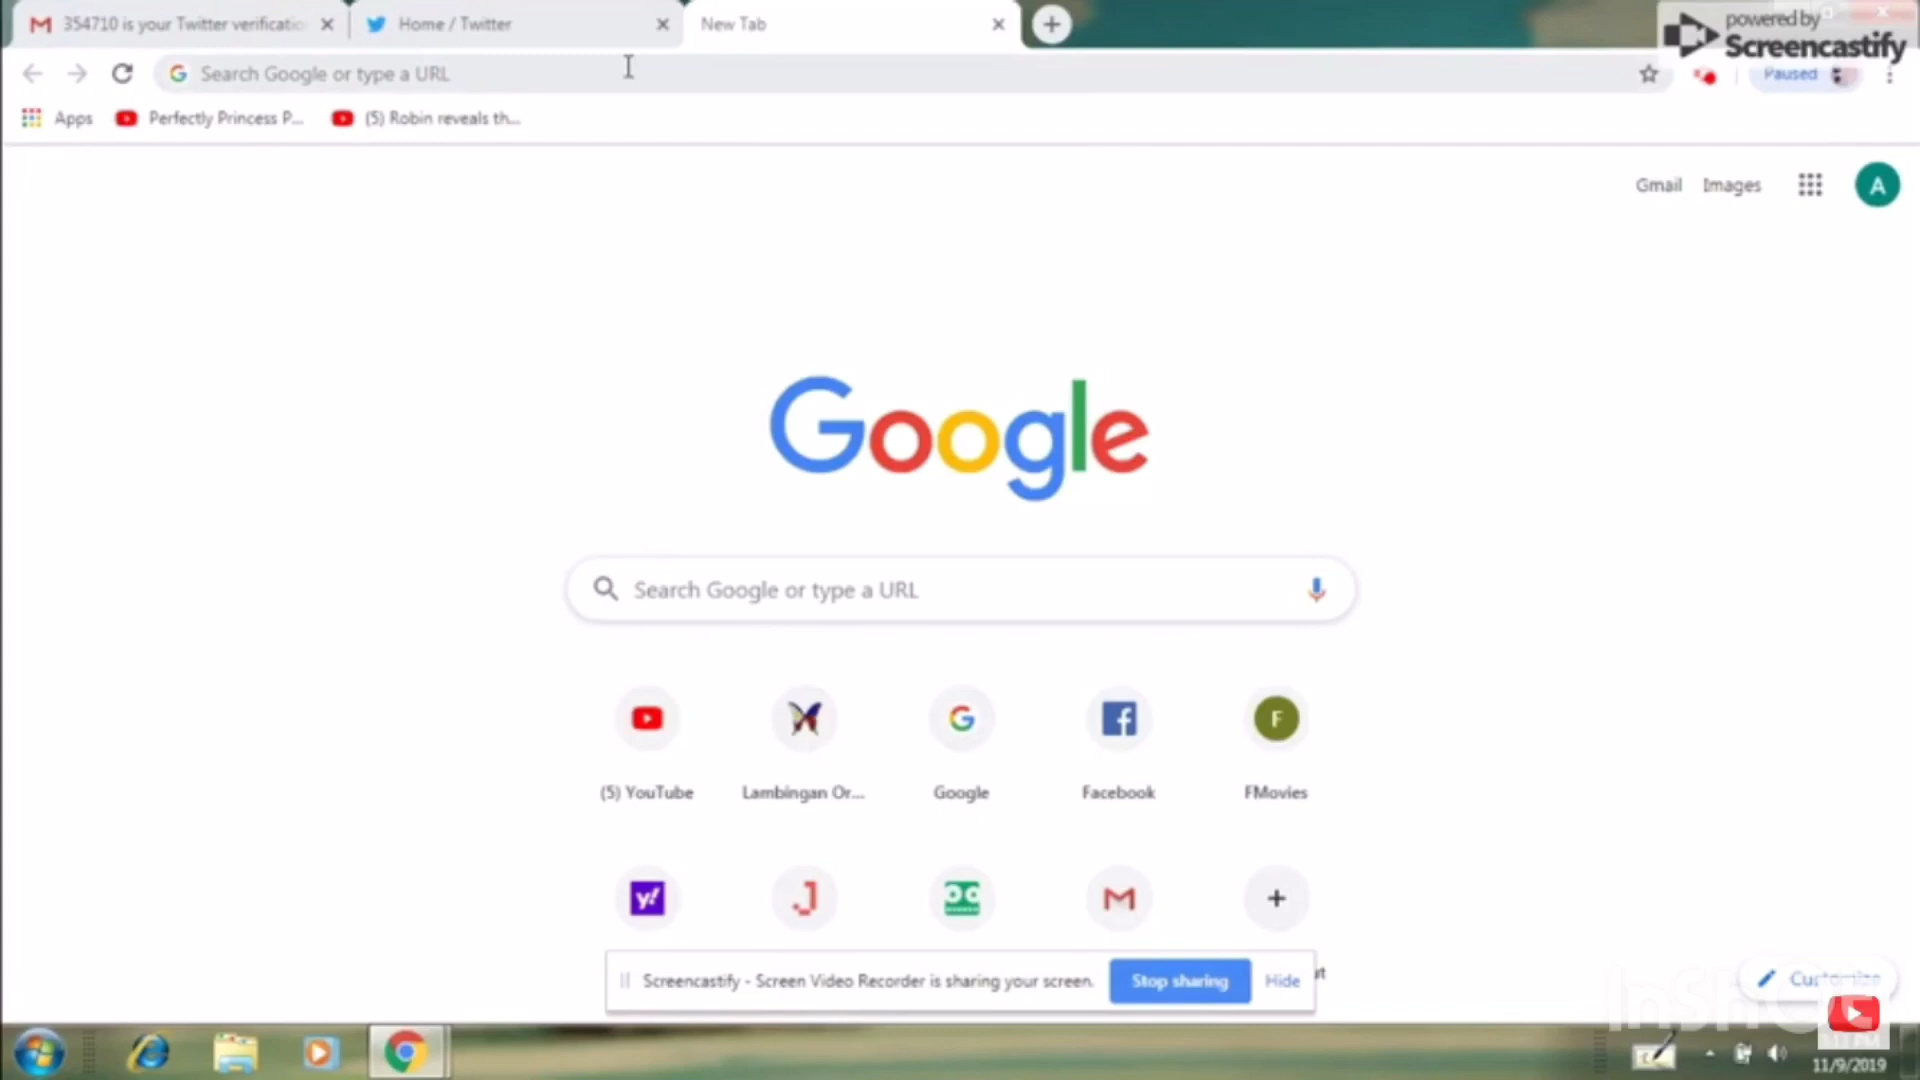 354710 is your Twitter verificatio
Home / Twitter
New Tab
powered by
Screencastify
Search Google or type a URL
Paused
Apps
Perfectly Princess P...
(5) Robin reveals th...
Gmail
Images
A
Google
Search Google or type a URL
(5) YouTube
Lambingan Or...
Google
Facebook
F
FMovies
y!
Screencastify - Screen Video Recorder is sharing your screen.
Stop sharing
Hide
Customize
InShOt
11/9/2019